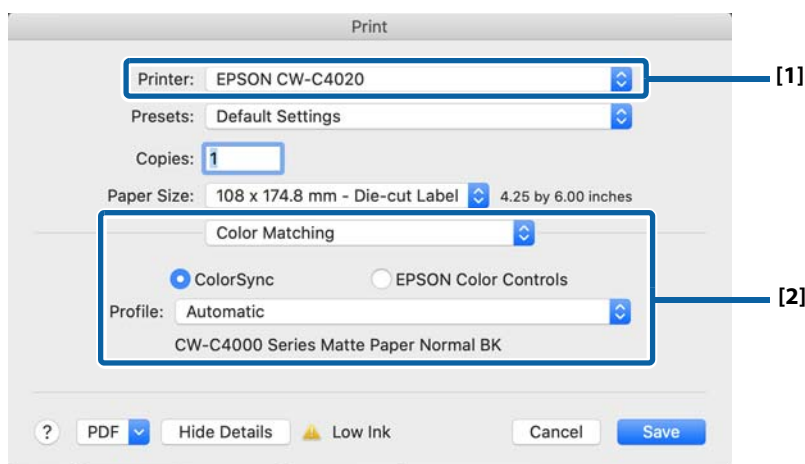 Print
Printer: EPSON CW-C4020
[1]
Presets: Default Settings
Copies: 1
Paper Size: 108 x 174.8 mm - Die-cut Label 4.25 by 6.00 inches
Color Matching
ColorSync EPSON Color Controls
[2]
Profile: Automatic
CW-C4000 Series Matte Paper Normal BK
? PDF Hide Details Low Ink Cancel Save